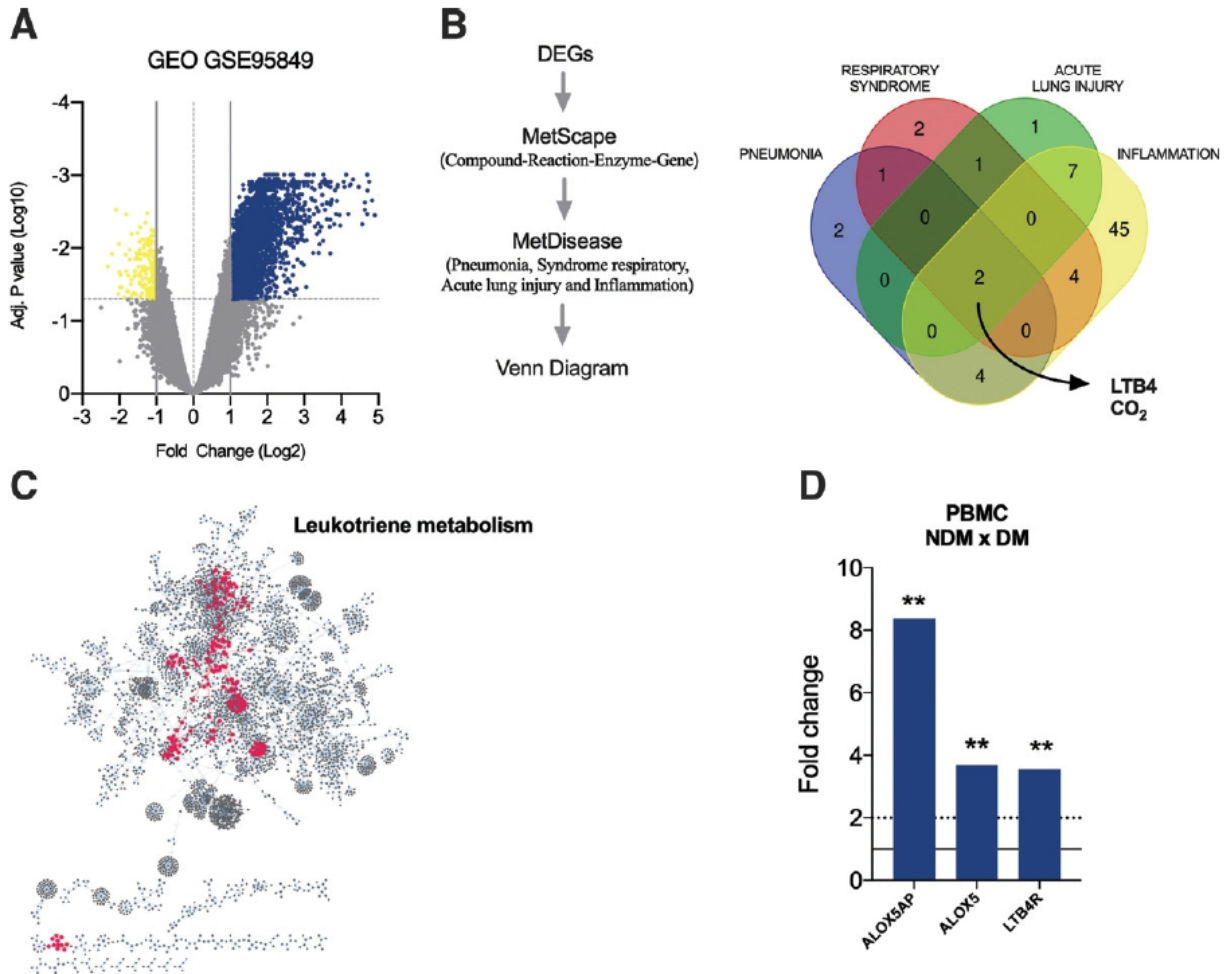 A
GEO GSE95849
-4
-3
-2
-1
0
Adj. P value (Log10)
-3 -2 -1 0 1 2 3 4 5
Fold Change (Log2)
B
DEGs
MetScape
(Compound-Reaction-Enzyme-Gene)
MetDisease
(Pneumonia, Syndrome respiratory,
Acute lung injury and Inflammation)
Venn Diagram
RESPIRATORY
SYNDROME
ACUTE
LUNG INJURY
PNEUMONIA
INFLAMMATION
2
1
1
1
7
2
0
0
45
0
2
4
0
0
4
LTB4
CO₂
C
Leukotriene metabolism
D
PBMC
NDM x DM
10
8
6
4
2
0
Fold change
**
**
**
ALOX5AP
ALOX5
LTB4R